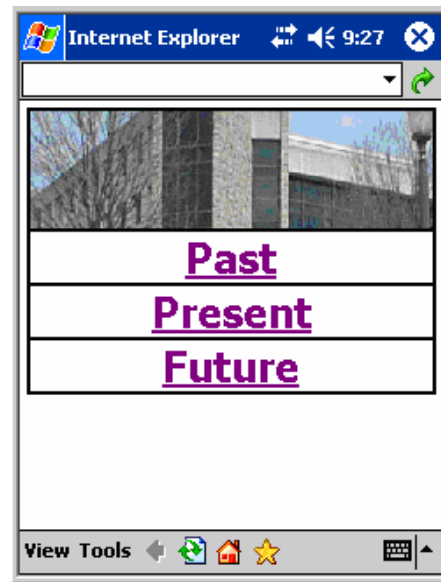 Internet Explorer 9:27
Past
Present
Future
View Tools